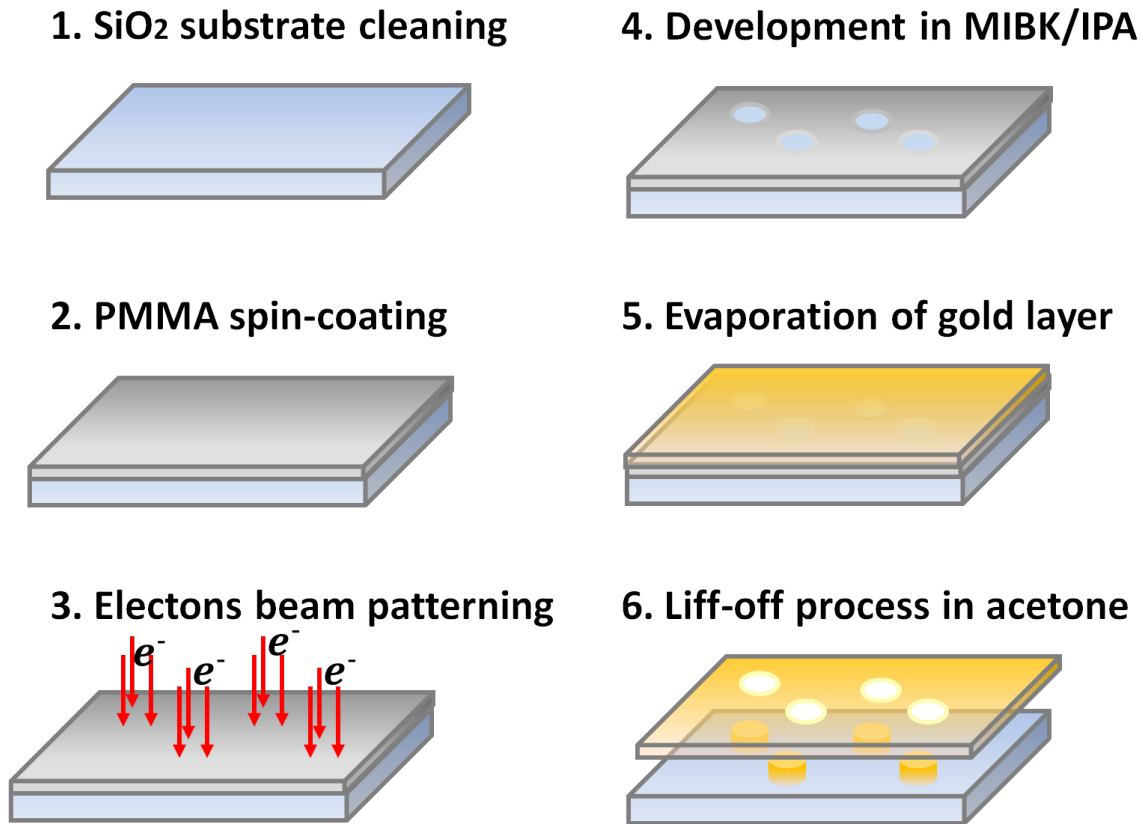 1. SiO2 substrate cleaning
2. PMMA spin-coating
3. Electons beam patterning
e-
e-
e-
e-
4. Development in MIBK/IPA
5. Evaporation of gold layer
6. Liff-off process in acetone